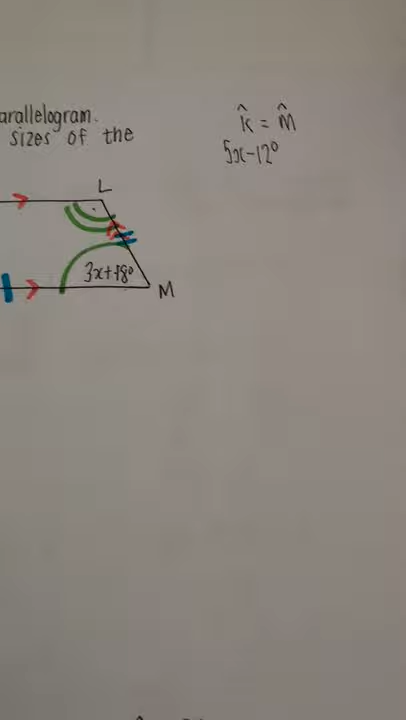 arallelogram.
sizes of the
K̂ = M̂
5x-12°
L
3x+18°
M